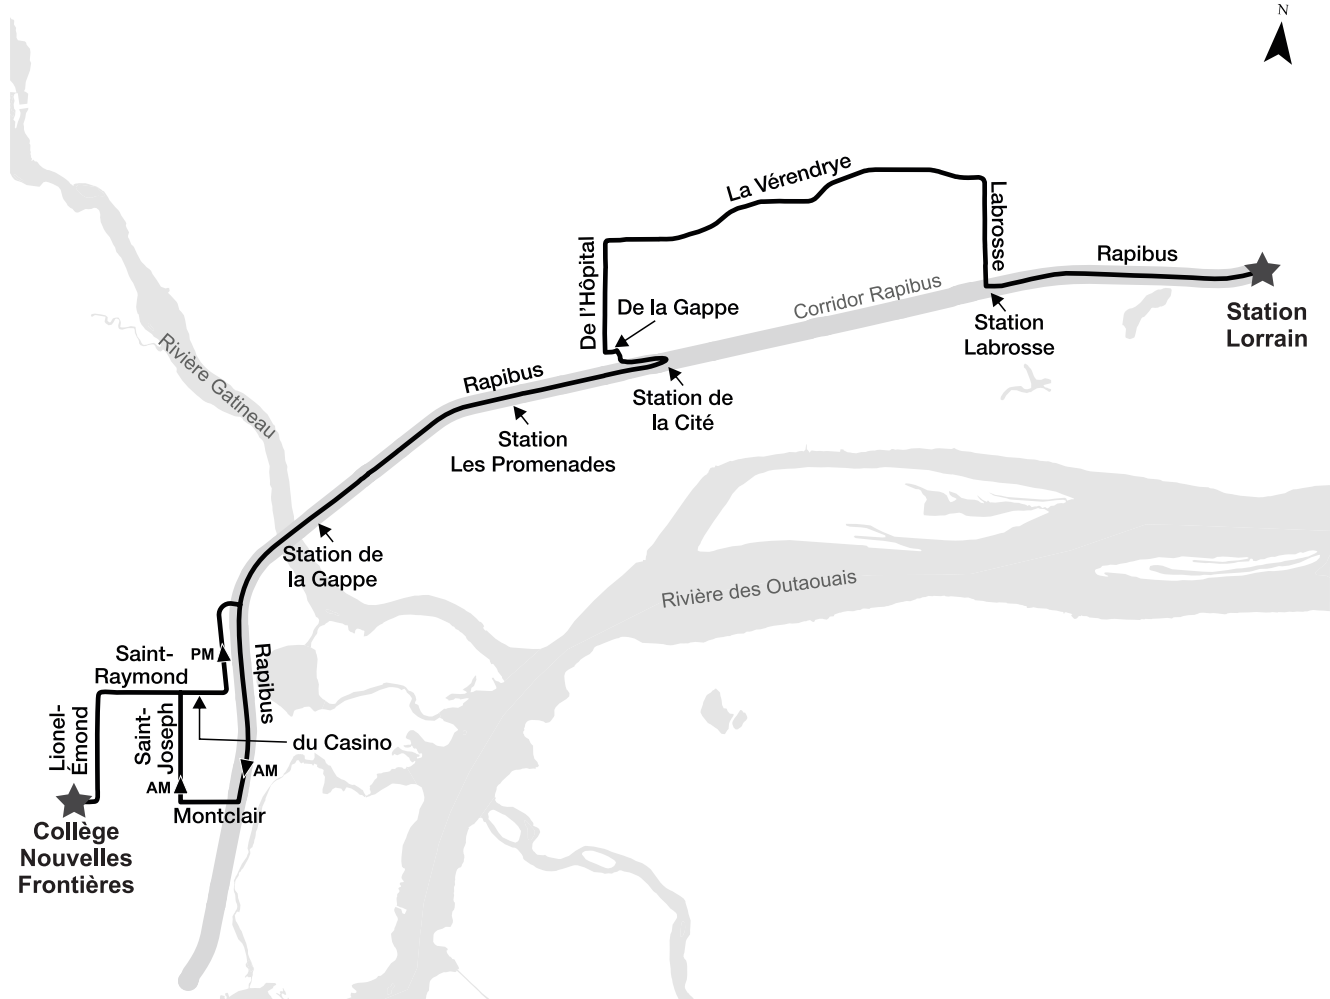 N
La Vérendrye
Labrosse
Rapibus
De l'Hôpital
De la Gappe
Corridor Rapibus
Station
Labrosse
Station
Lorrain
Rivière Gatineau
Rapibus
Station de
la Cité
Station
Les Promenades
Station de
la Gappe
Rivière des Outaouais
Saint-
Raymond
PM
Rapibus
Lionel-
Émond
Saint-
Joseph
du Casino
AM
AM
Montclair
Collège
Nouvelles
Frontières